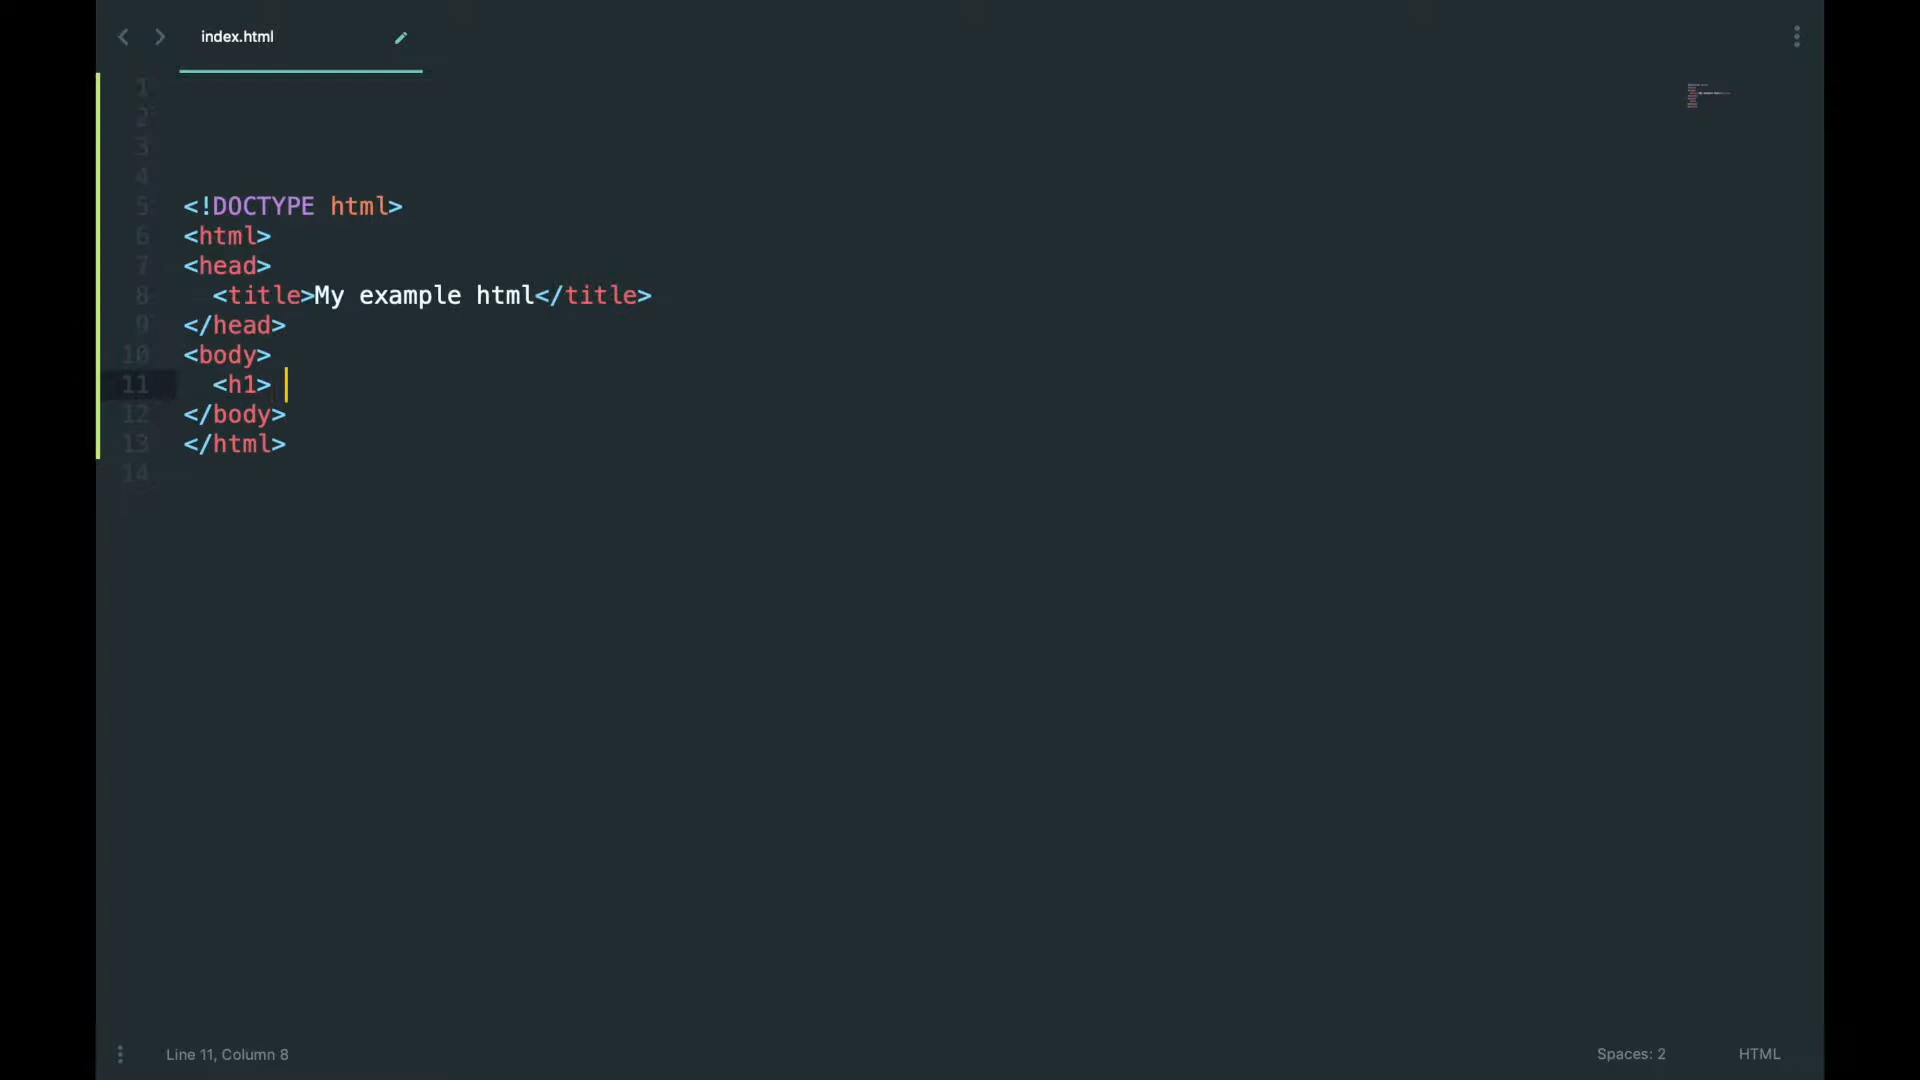 index.html
1
2
3
4
5 <!DOCTYPE html>
6 <html>
7 <head>
8 <title>My example html</title>
9 </head>
10 <body>
11 <h1>
12 </body>
13 </html>
14
Line 11, Column 8
Spaces: 2
HTML